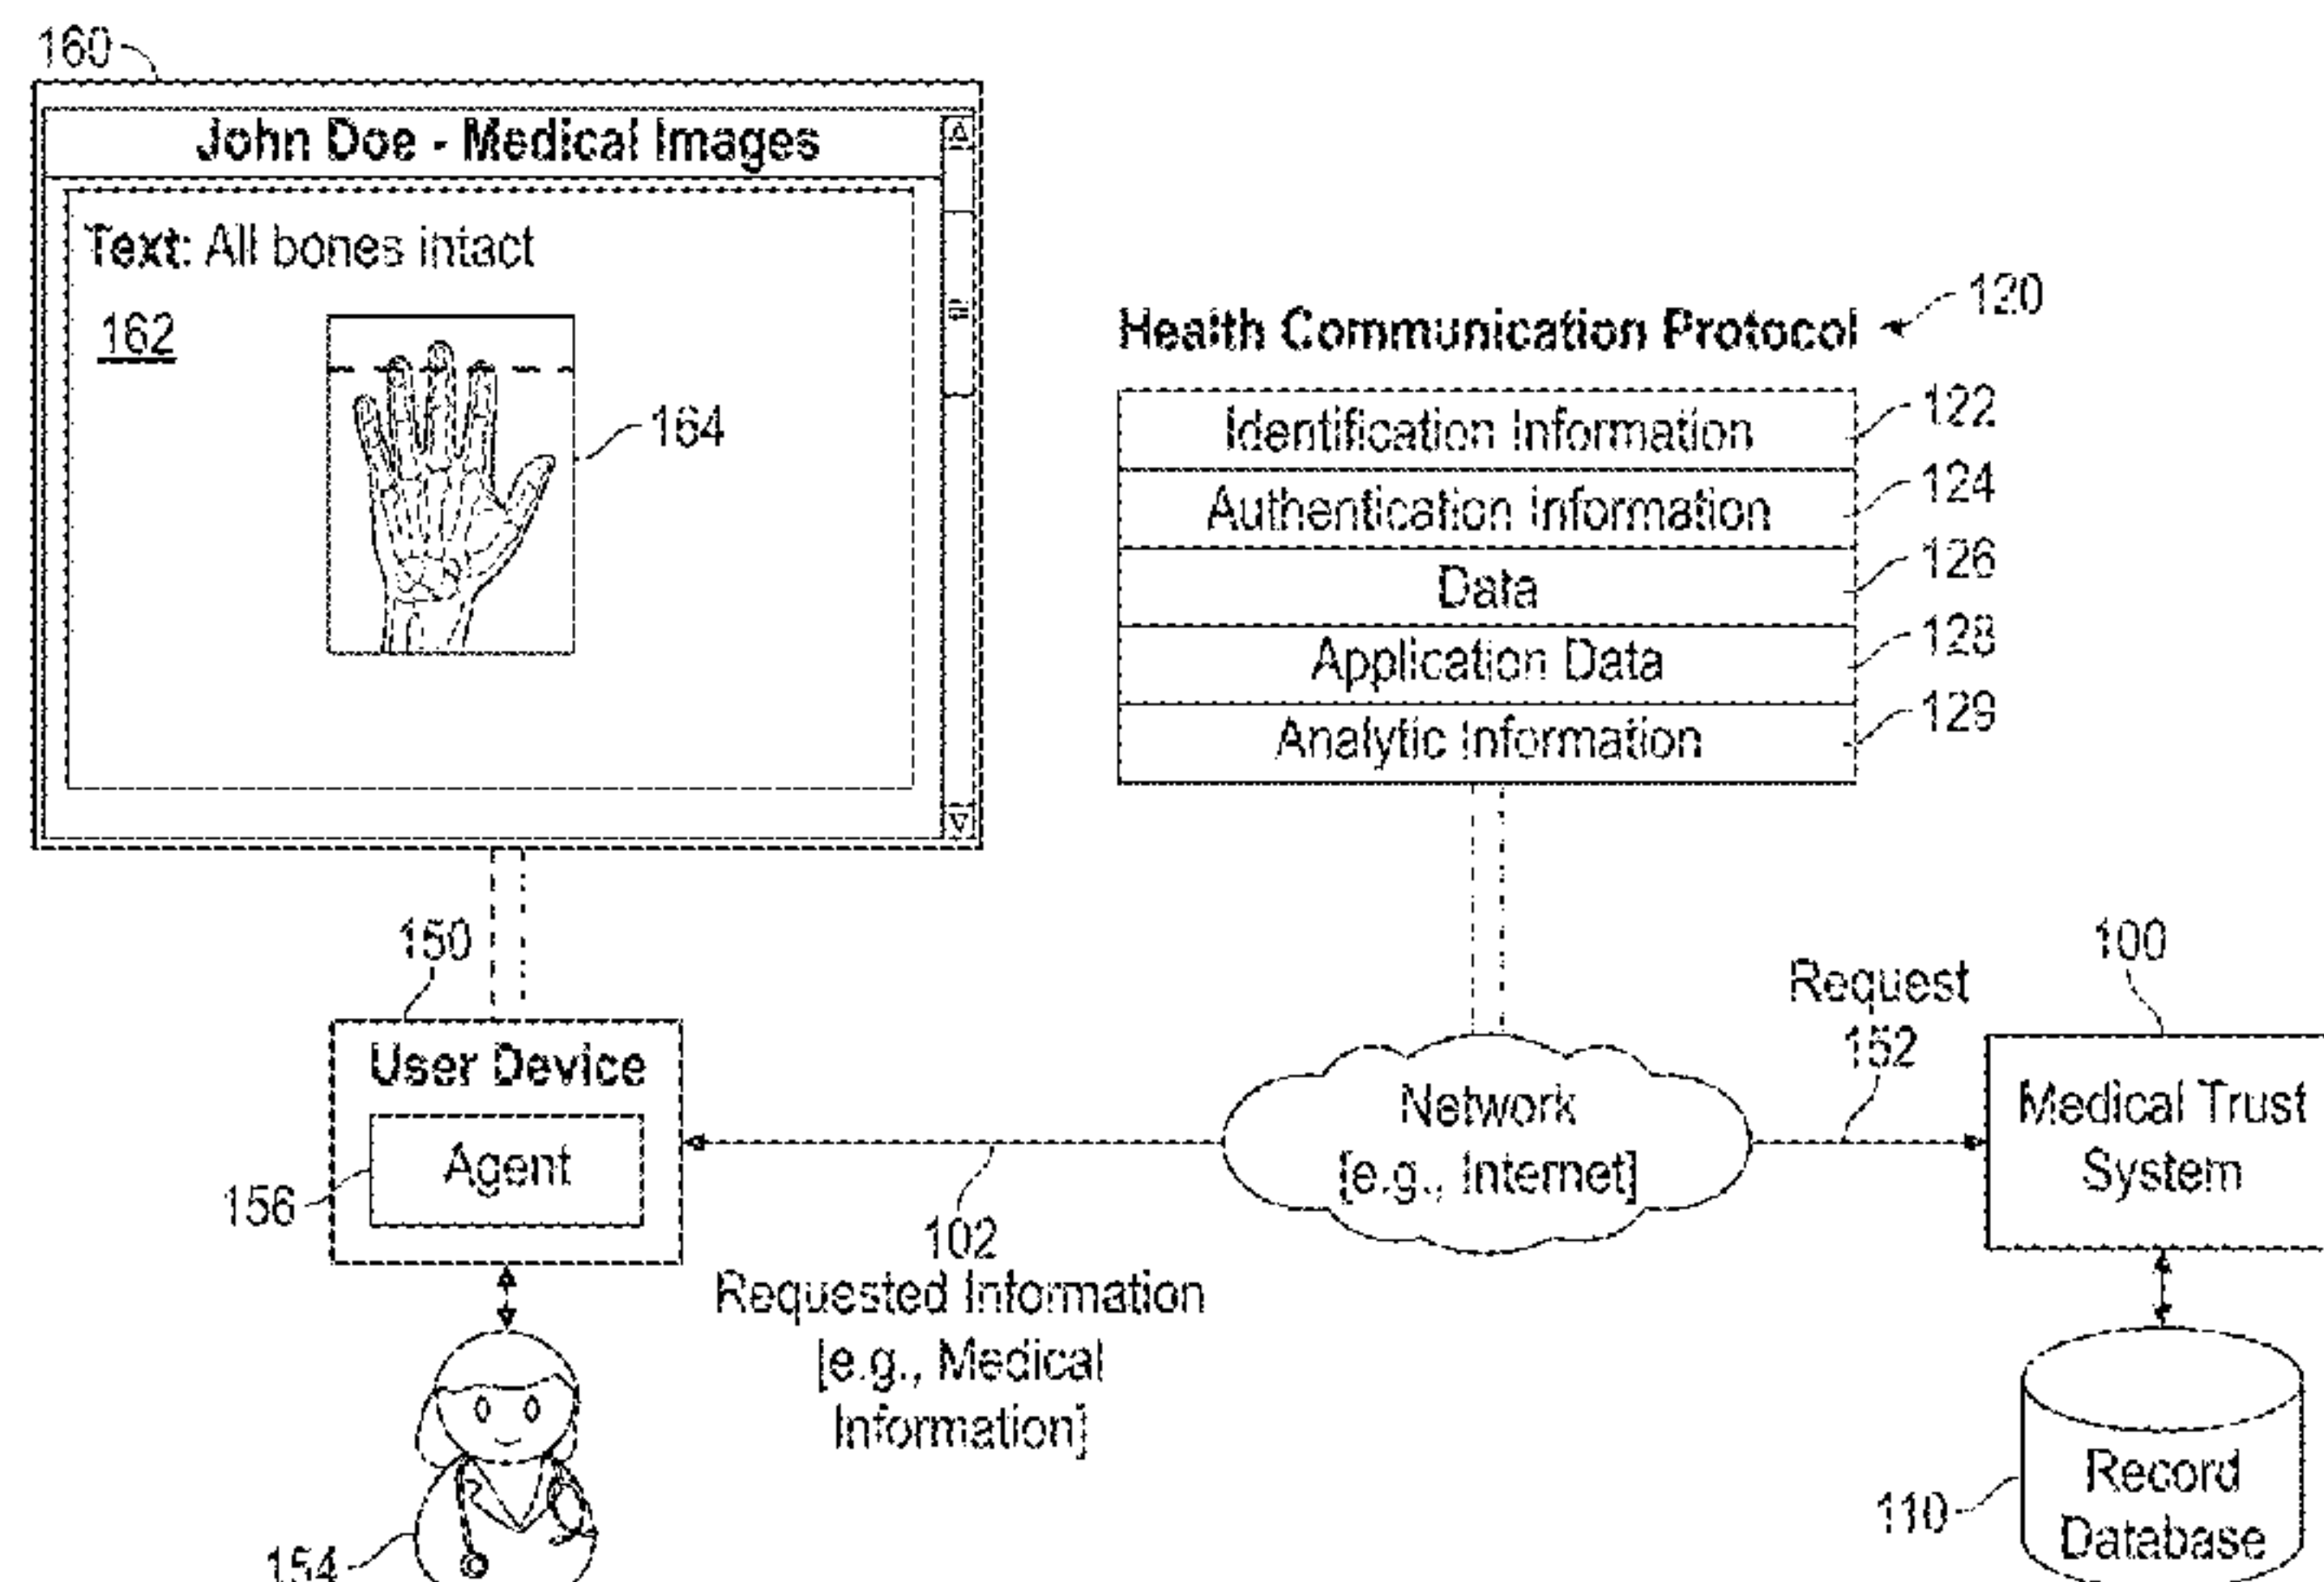 160
John Doe - Medical Images
Text: All bones intact
162
164
Health Communication Protocol
120
Identification Information
122
Authentication Information
124
Data
126
Application Data
128
Analytic Information
129
150
User Device
Agent
156
154
102
Requested Information
[e.g., Medical
Information]
Network
[e.g., Internet]
Request
152
100
Medical Trust
System
110
Record
Database